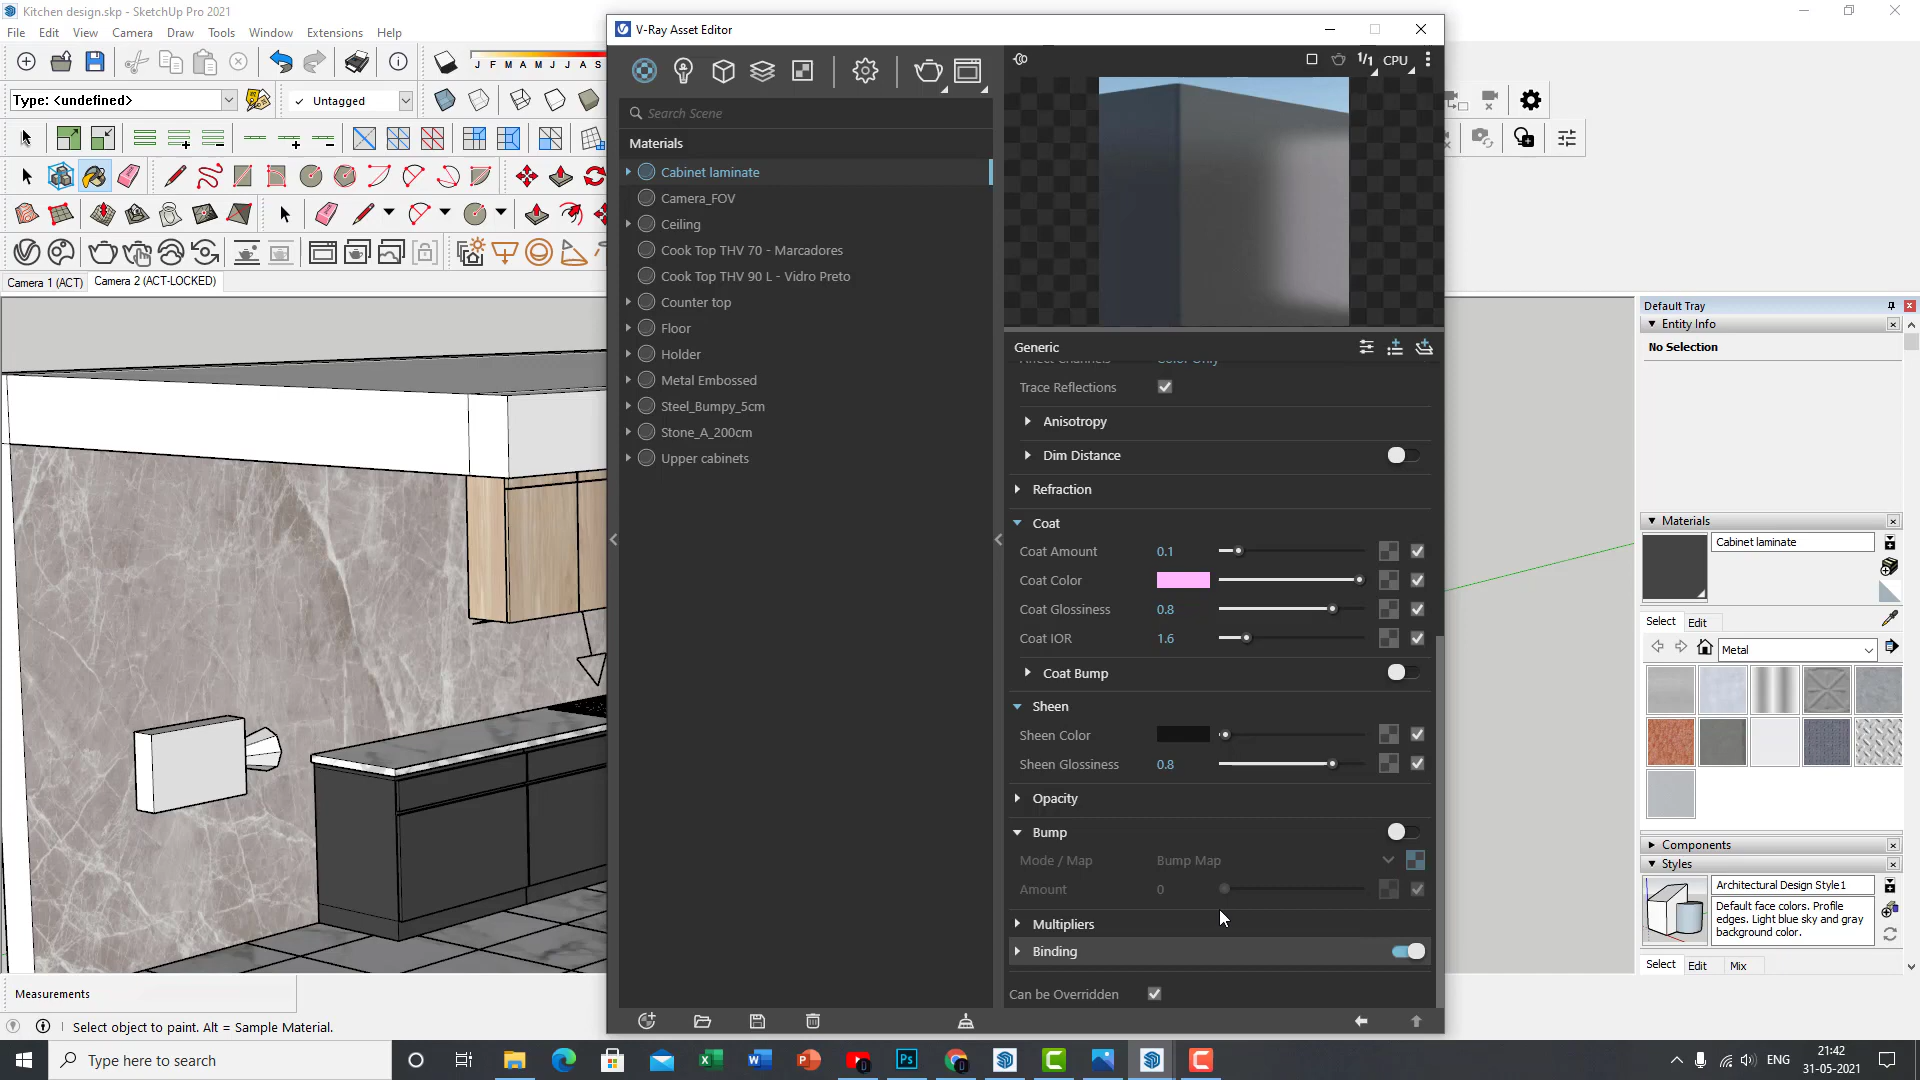 Kitchen design.skp - SketchUp Pro 2021
File Edit View Camera Draw Tools Window Extensions Help
J F M A M J J A S
Type: <undefined>
✓ Untagged
Camera 1 (ACT)
Camera 2 (ACT-LOCKED)
V-Ray Asset Editor
Search Scene
Materials
Cabinet laminate
Camera_FOV
Ceiling
Cook Top THV 70 - Marcadores
Cook Top THV 90 L - Vidro Preto
Counter top
Floor
Holder
Metal Embossed
Steel_Bumpy_5cm
Stone_A_200cm
Upper cabinets
1/1 CPU
Generic
Affect Channels Color Only
Trace Reflections
Anisotropy
Dim Distance
Refraction
Coat
Coat Amount 0.1
Coat Color
Coat Glossiness 0.8
Coat IOR 1.6
Coat Bump
Sheen
Sheen Color
Sheen Glossiness 0.8
Opacity
Bump
Mode / Map Bump Map
Amount 0
Multipliers
Binding
Can be Overridden
Default Tray
Entity Info
No Selection
Materials
Cabinet laminate
Select Edit
Metal
Components
Styles
Architectural Design Style1
Default face colors. Profile
edges. Light blue sky and gray
background color.
Select Edit Mix
Measurements
Select object to paint. Alt = Sample Material.
Type here to search
ENG
21:42
31-05-2021